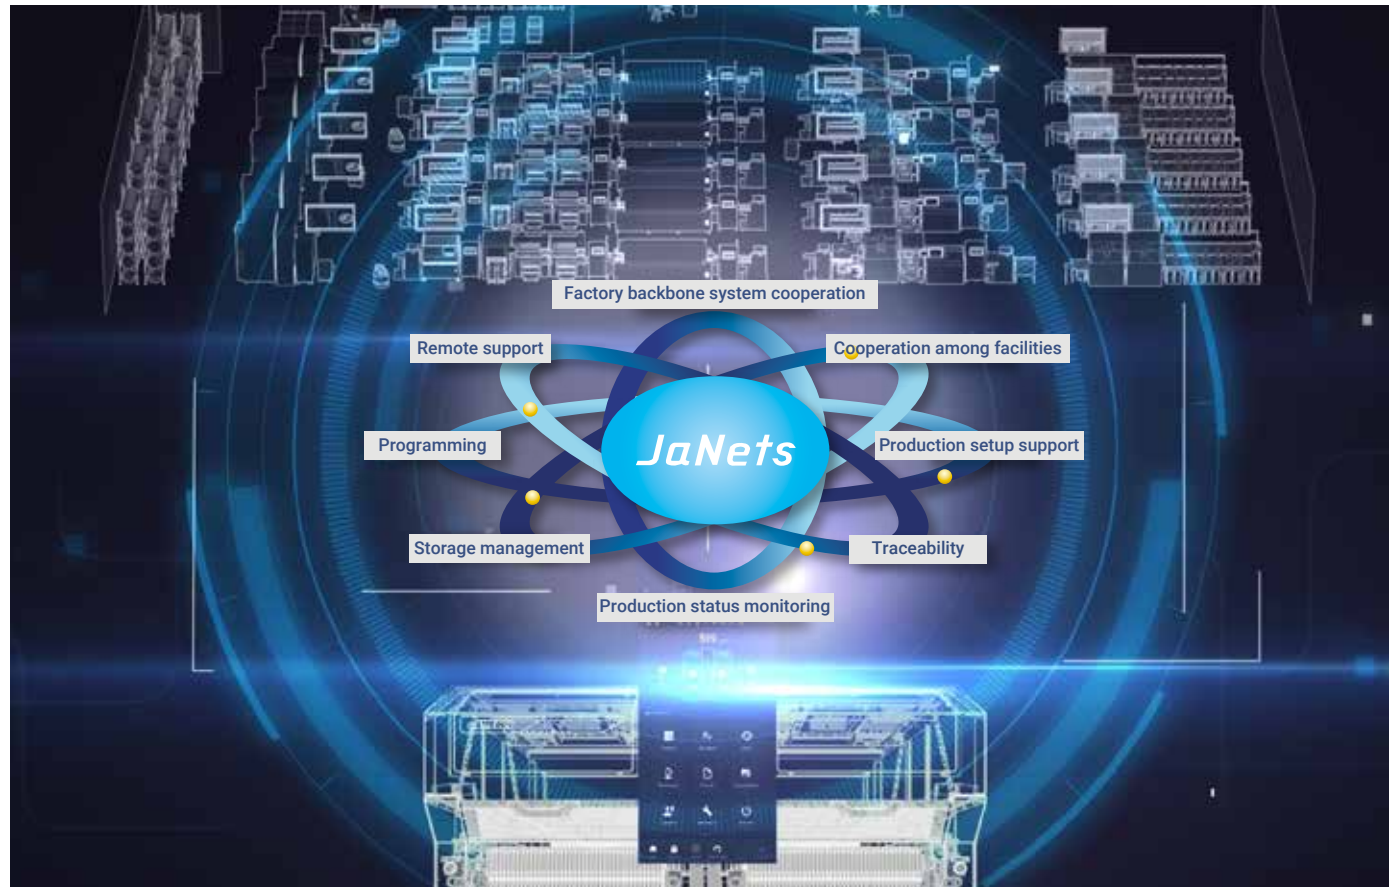 Factory backbone system cooperation
Remote support
Cooperation among facilities
Programming
JaNets
Production setup support
Storage management
Traceability
Production status monitoring